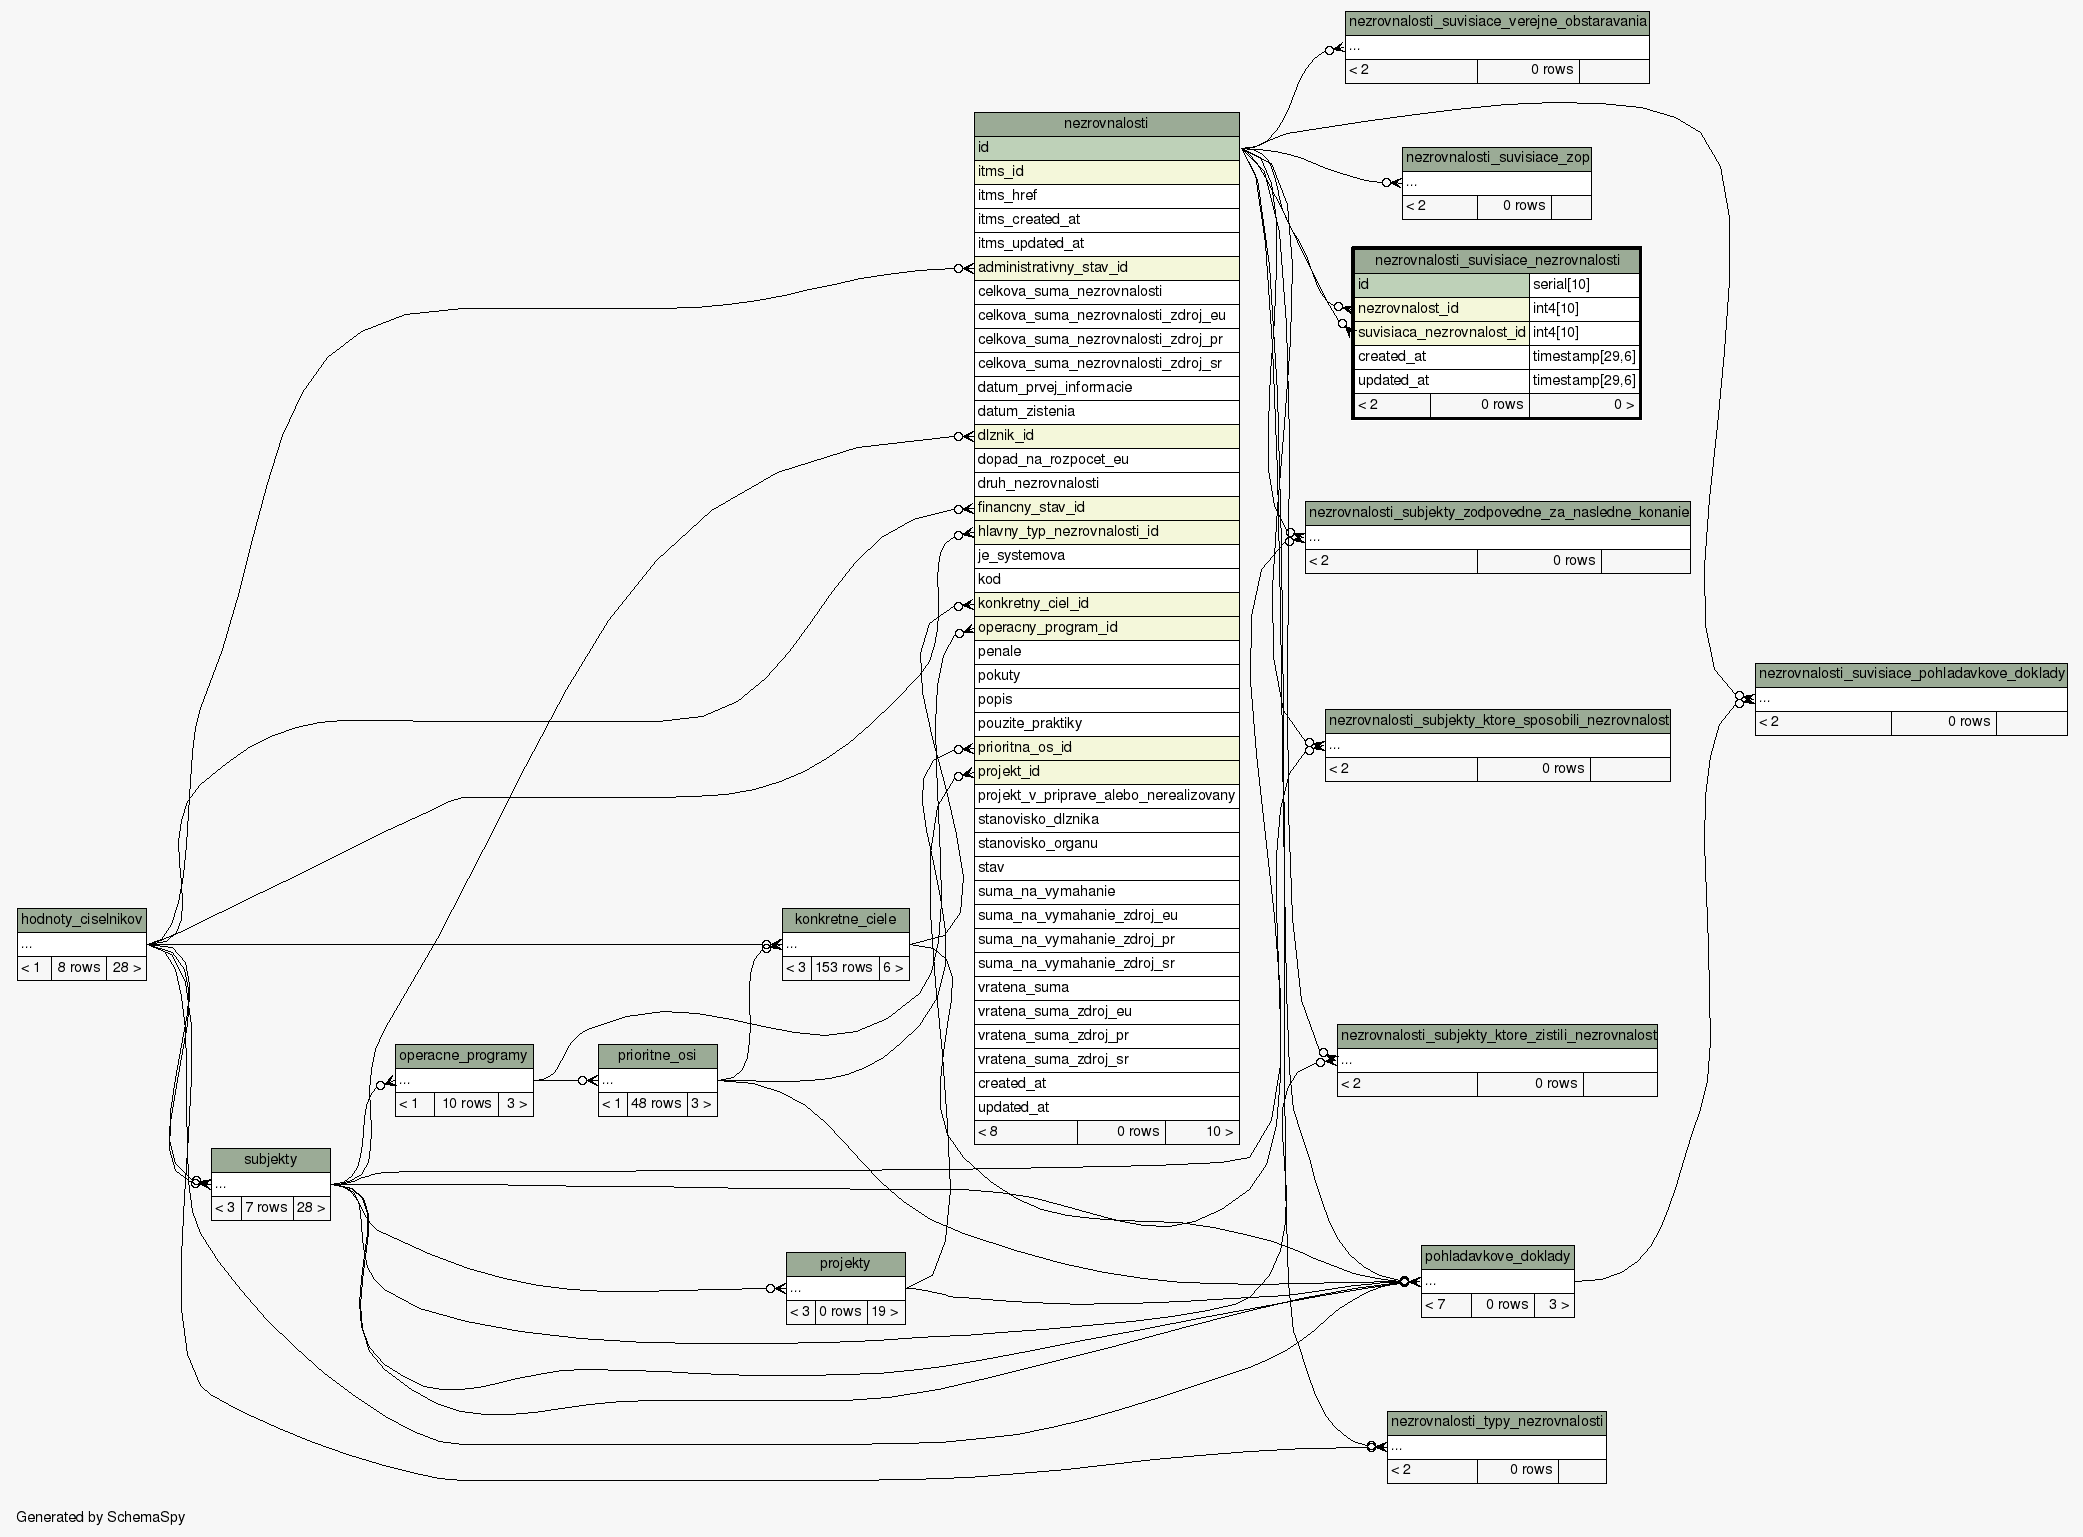 nezrovnalosti_suvisiace_verejne_obstaravania
...
< 2 0 rows
nezrovnalosti
id
itms_id
itms_href
itms_created_at
itms_updated_at
administrativny_stav_id
celkova_suma_nezrovnalosti
celkova_suma_nezrovnalosti_zdroj_eu
celkova_suma_nezrovnalosti_zdroj_pr
celkova_suma_nezrovnalosti_zdroj_sr
datum_prvej_informacie
datum_zistenia
dlznik_id
dopad_na_rozpocet_eu
druh_nezrovnalosti
financny_stav_id
hlavny_typ_nezrovnalosti_id
je_systemova
kod
konkretny_ciel_id
operacny_program_id
penale
pokuty
popis
pouzite_praktiky
prioritna_os_id
projekt_id
projekt_v_priprave_alebo_nerealizovany
stanovisko_dlznika
stanovisko_organu
stav
suma_na_vymahanie
suma_na_vymahanie_zdroj_eu
suma_na_vymahanie_zdroj_pr
suma_na_vymahanie_zdroj_sr
vratena_suma
vratena_suma_zdroj_eu
vratena_suma_zdroj_pr
vratena_suma_zdroj_sr
created_at
updated_at
< 8 0 rows 10 >
nezrovnalosti_suvisiace_zop
...
< 2 0 rows
nezrovnalosti_suvisiace_nezrovnalosti
id serial[10]
nezrovnalost_id int4[10]
suvisiaca_nezrovnalost_id int4[10]
created_at timestamp[29,6]
updated_at timestamp[29,6]
< 2 0 rows 0 >
nezrovnalosti_subjekty_zodpovedne_za_nasledne_konanie
...
< 2 0 rows
nezrovnalosti_suvisiace_pohladavkove_doklady
...
< 2 0 rows
nezrovnalosti_subjekty_ktore_sposobili_nezrovnalost
...
< 2 0 rows
hodnoty_ciselnikov
...
< 1 8 rows 28 >
konkretne_ciele
...
< 3 153 rows 6 >
nezrovnalosti_subjekty_ktore_zistili_nezrovnalost
...
< 2 0 rows
operacne_programy
...
< 1 10 rows 3 >
prioritne_osi
...
< 1 48 rows 3 >
subjekty
...
< 3 7 rows 28 >
projekty
...
< 3 0 rows 19 >
pohladavkove_doklady
...
< 7 0 rows 3 >
nezrovnalosti_typy_nezrovnalosti
...
< 2 0 rows
Generated by SchemaSpy